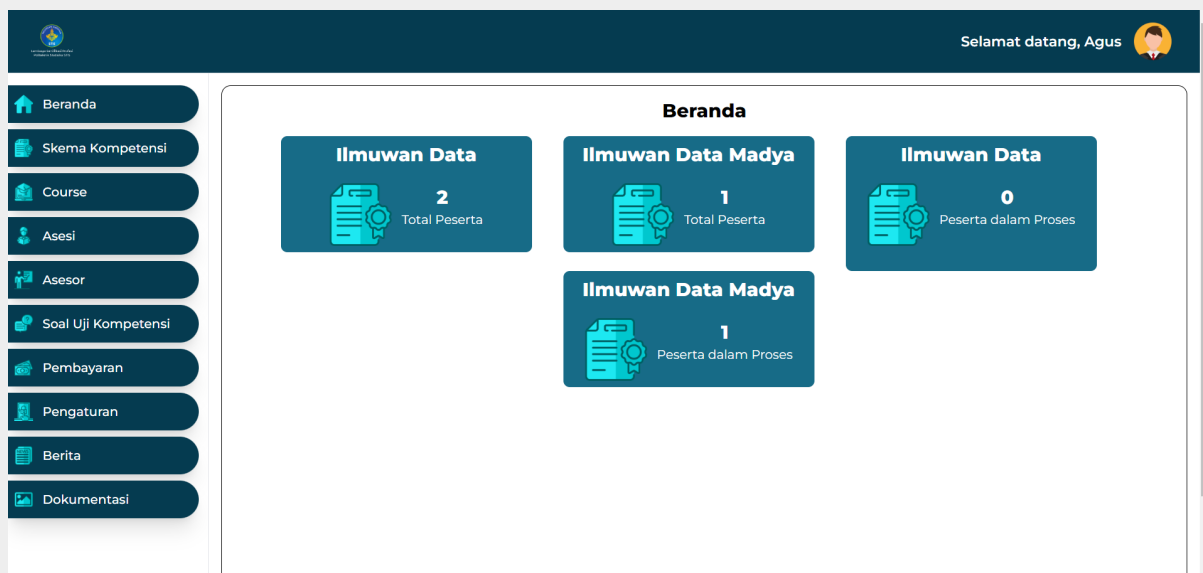 Selamat datang, Agus
Beranda
Skema Kompetensi
Course
Asesi
Asesor
Soal Uji Kompetensi
Pembayaran
Pengaturan
Berita
Dokumentasi
Beranda
Ilmuwan Data
2
Total Peserta
Ilmuwan Data Madya
1
Total Peserta
Ilmuwan Data
0
Peserta dalam Proses
Ilmuwan Data Madya
1
Peserta dalam Proses